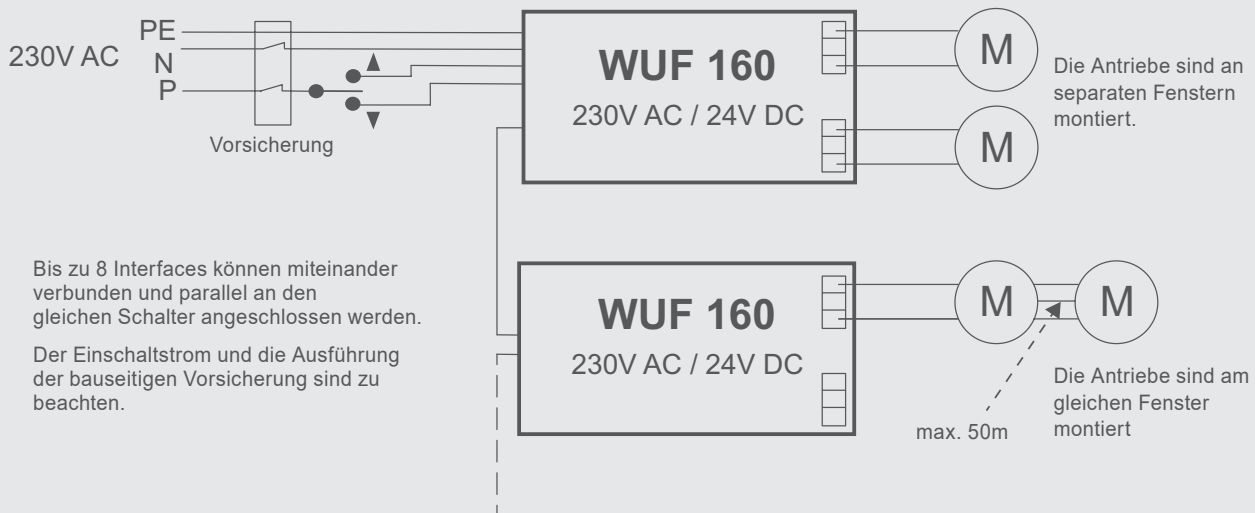 PE
230V AC
N
P
Vorsicherung
WUF 160
230V AC / 24V DC
M
Die Antriebe sind an
separaten Fenstern
montiert.
M
Bis zu 8 Interfaces können miteinander
verbunden und parallel an den
gleichen Schalter angeschlossen werden.
Der Einschaltstrom und die Ausführung
der bauseitigen Vorsicherung sind zu
beachten.
WUF 160
230V AC / 24V DC
M
M
Die Antriebe sind am
gleichen Fenster
montiert
max. 50m